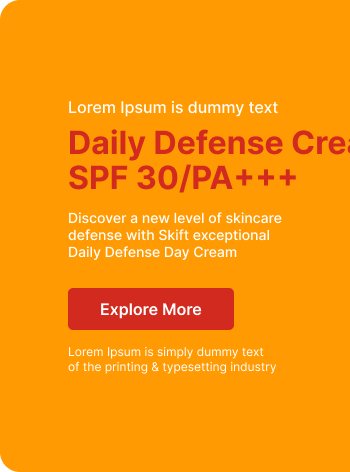 Lorem Ipsum is dummy text
Daily Defense Crea
SPF 30/PA+++
Discover a new level of skincare
defense with Skift exceptional
Daily Defense Day Cream
Explore More
Lorem Ipsum is simply dummy text
of the printing & typesetting industry